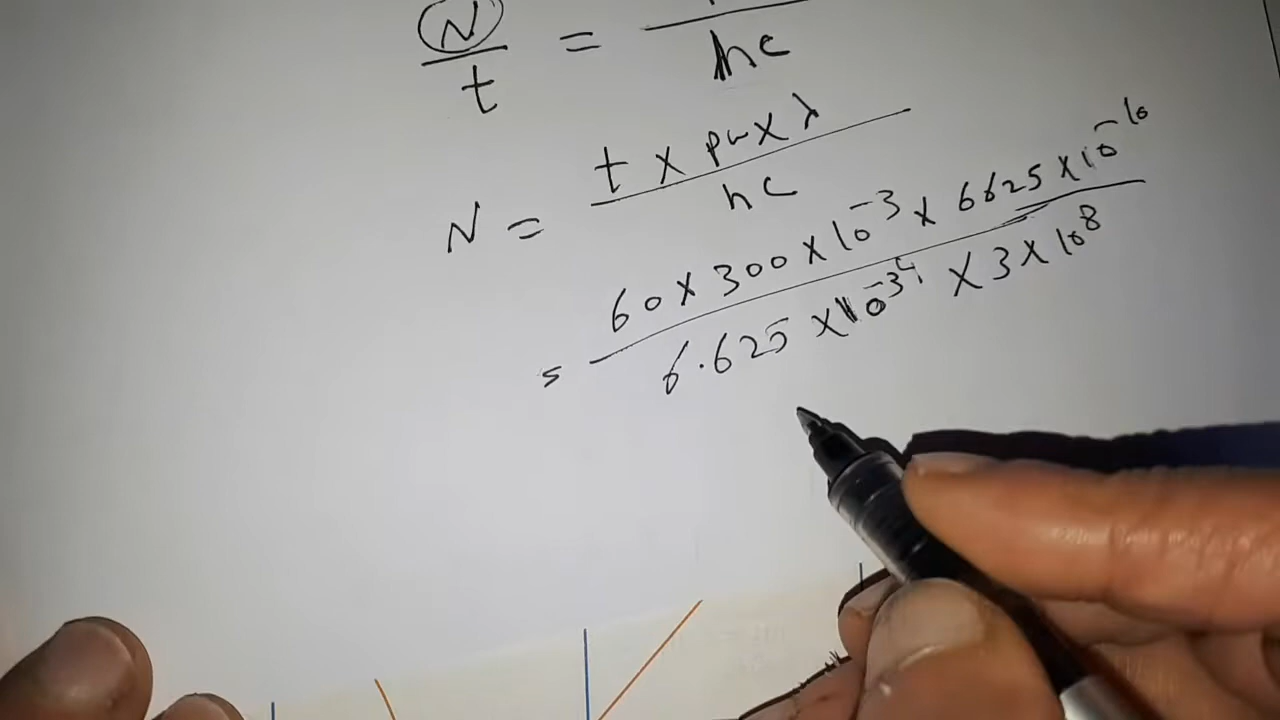 N/t = /hc
N = t × pw × λ / hc
= 60 × 300 × 10⁻³ × 6625 × 10⁻¹⁰ / 6.625 × 10⁻³⁴ × 3 × 10⁸